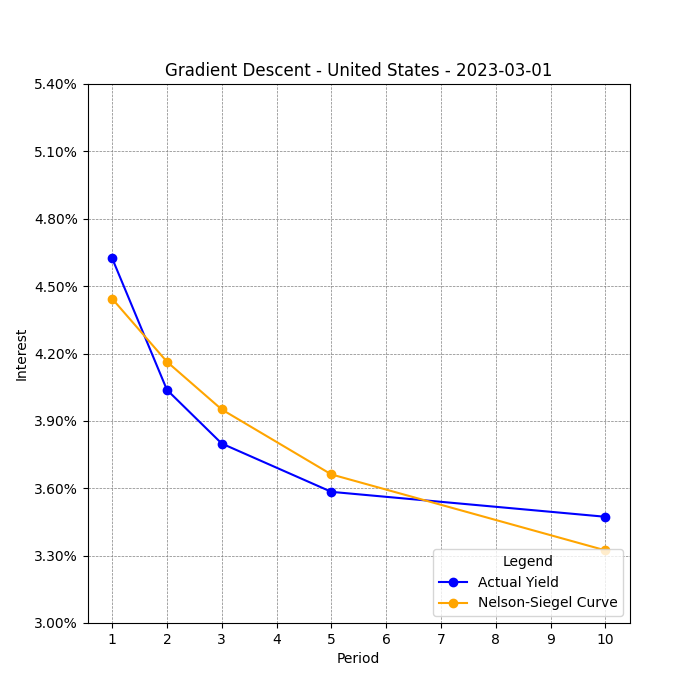 Gradient Descent - United States - 2023-03-01
5.40%
5.10%
4.80%
4.50%
4.20%
3.90%
3.60%
3.30%
3.00%
Interest
1 2 3 4 5 6 7 8 9 10
Period
Legend
Actual Yield
Nelson-Siegel Curve